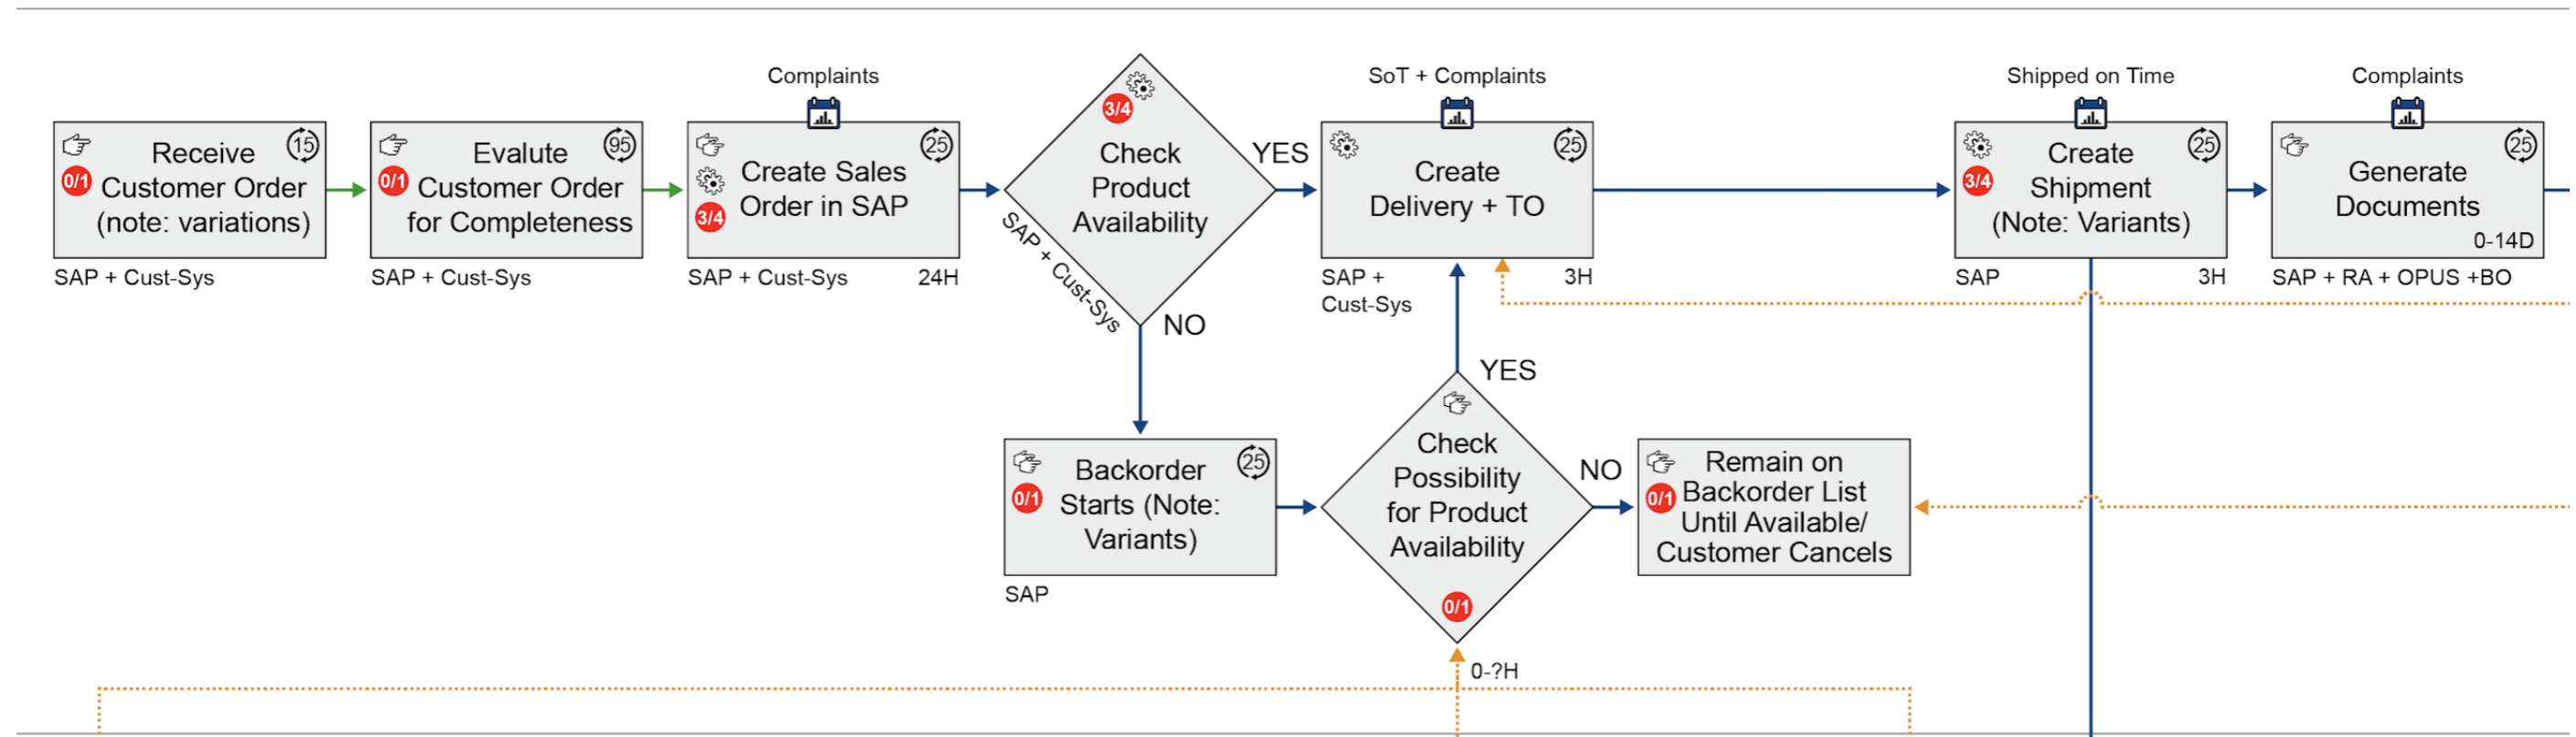 Complaints
SoT + Complaints
Shipped on Time
Complaints
15
0/1
Receive
Customer Order
(note: variations)
SAP + Cust-Sys
95
0/1
Evalute
Customer Order
for Completeness
SAP + Cust-Sys
25
3/4
Create Sales
Order in SAP
SAP + Cust-Sys
24H
3/4
Check
Product
Availability
SAP + Cust-Sys
YES
NO
25
Create
Delivery + TO
SAP +
Cust-Sys
3H
25
3/4
Create
Shipment
(Note: Variants)
SAP
3H
25
Generate
Documents
0-14D
SAP + RA + OPUS +BO
25
0/1
Backorder
Starts (Note:
Variants)
SAP
YES
Check
Possibility
for Product
Availability
0/1
NO
0-?H
0/1
Remain on
Backorder List
Until Available/
Customer Cancels